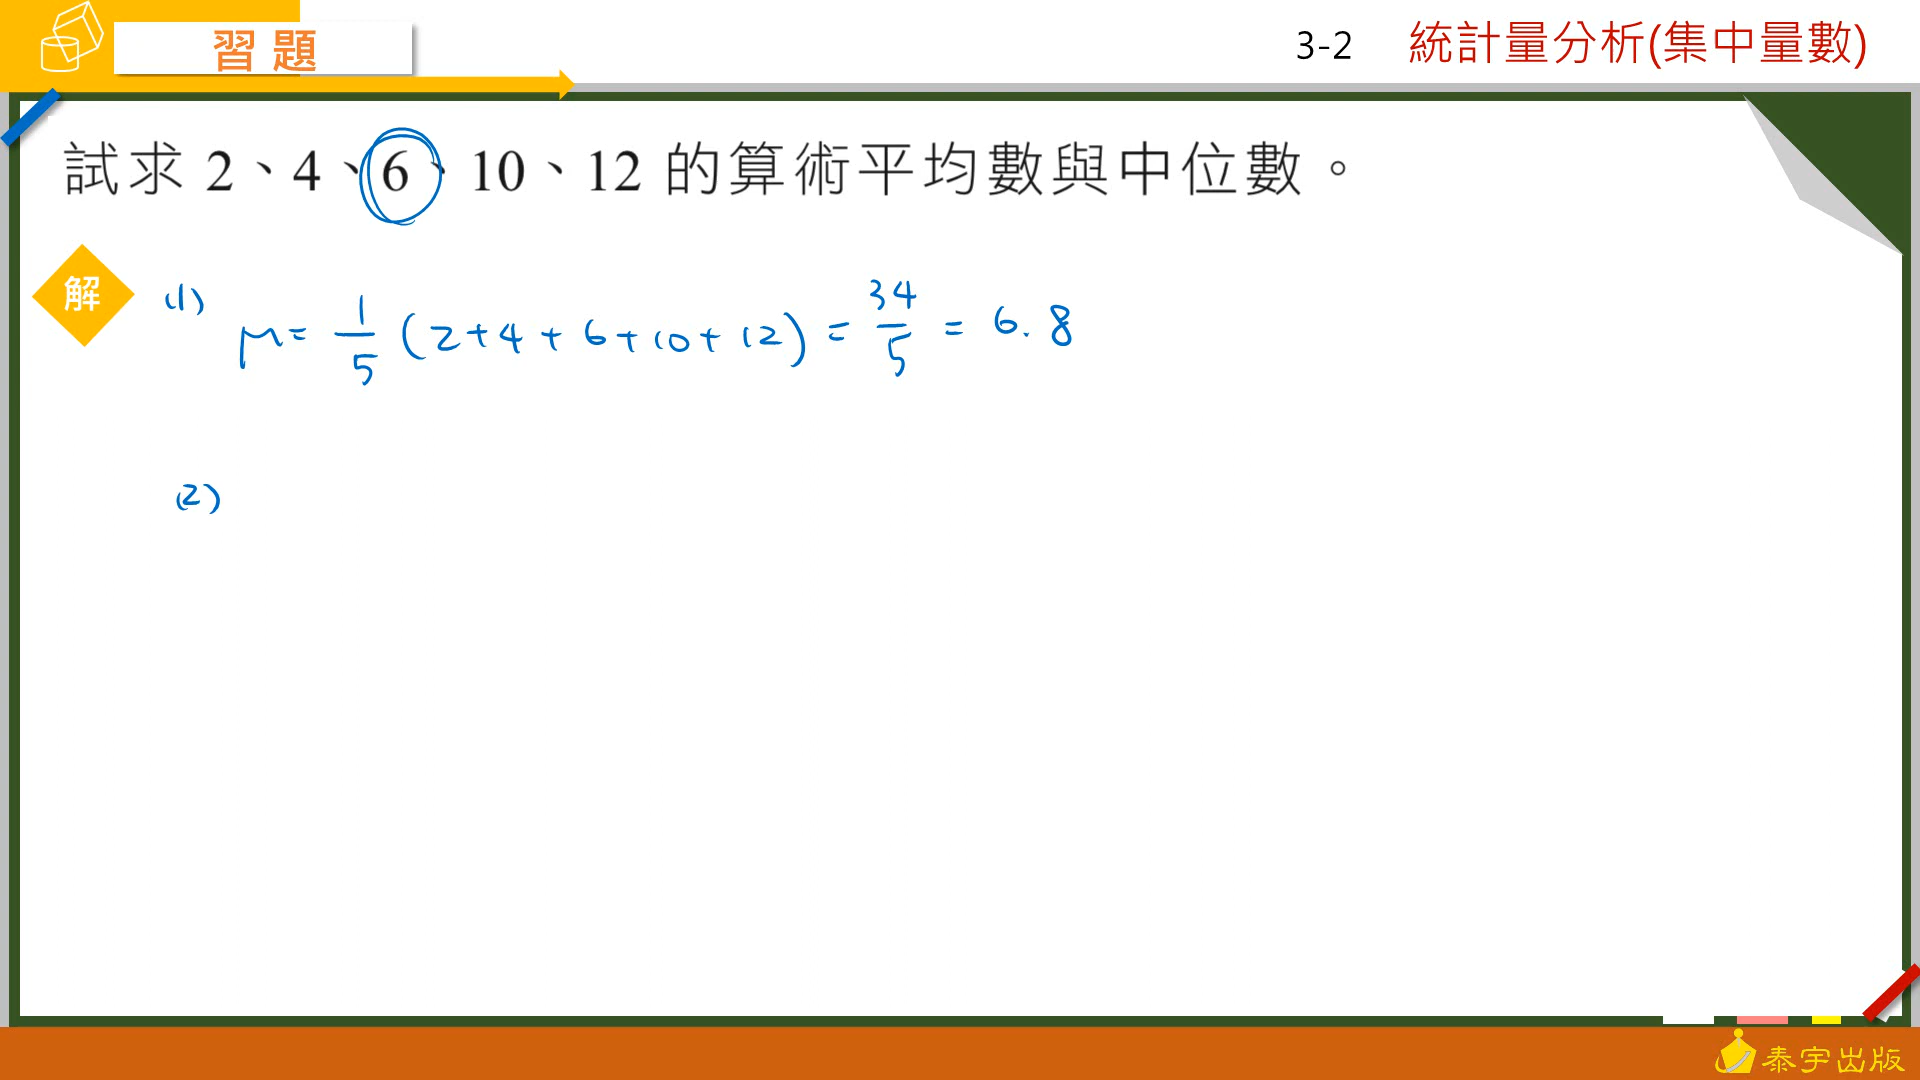 習題
3-2 統計量分析(集中量數)
試求 2、4、6、10、12 的算術平均數與中位數。
解
(1)
μ= 1/5 (2+4+6+10+12) = 34/5 = 6.8
(2)
泰宇出版